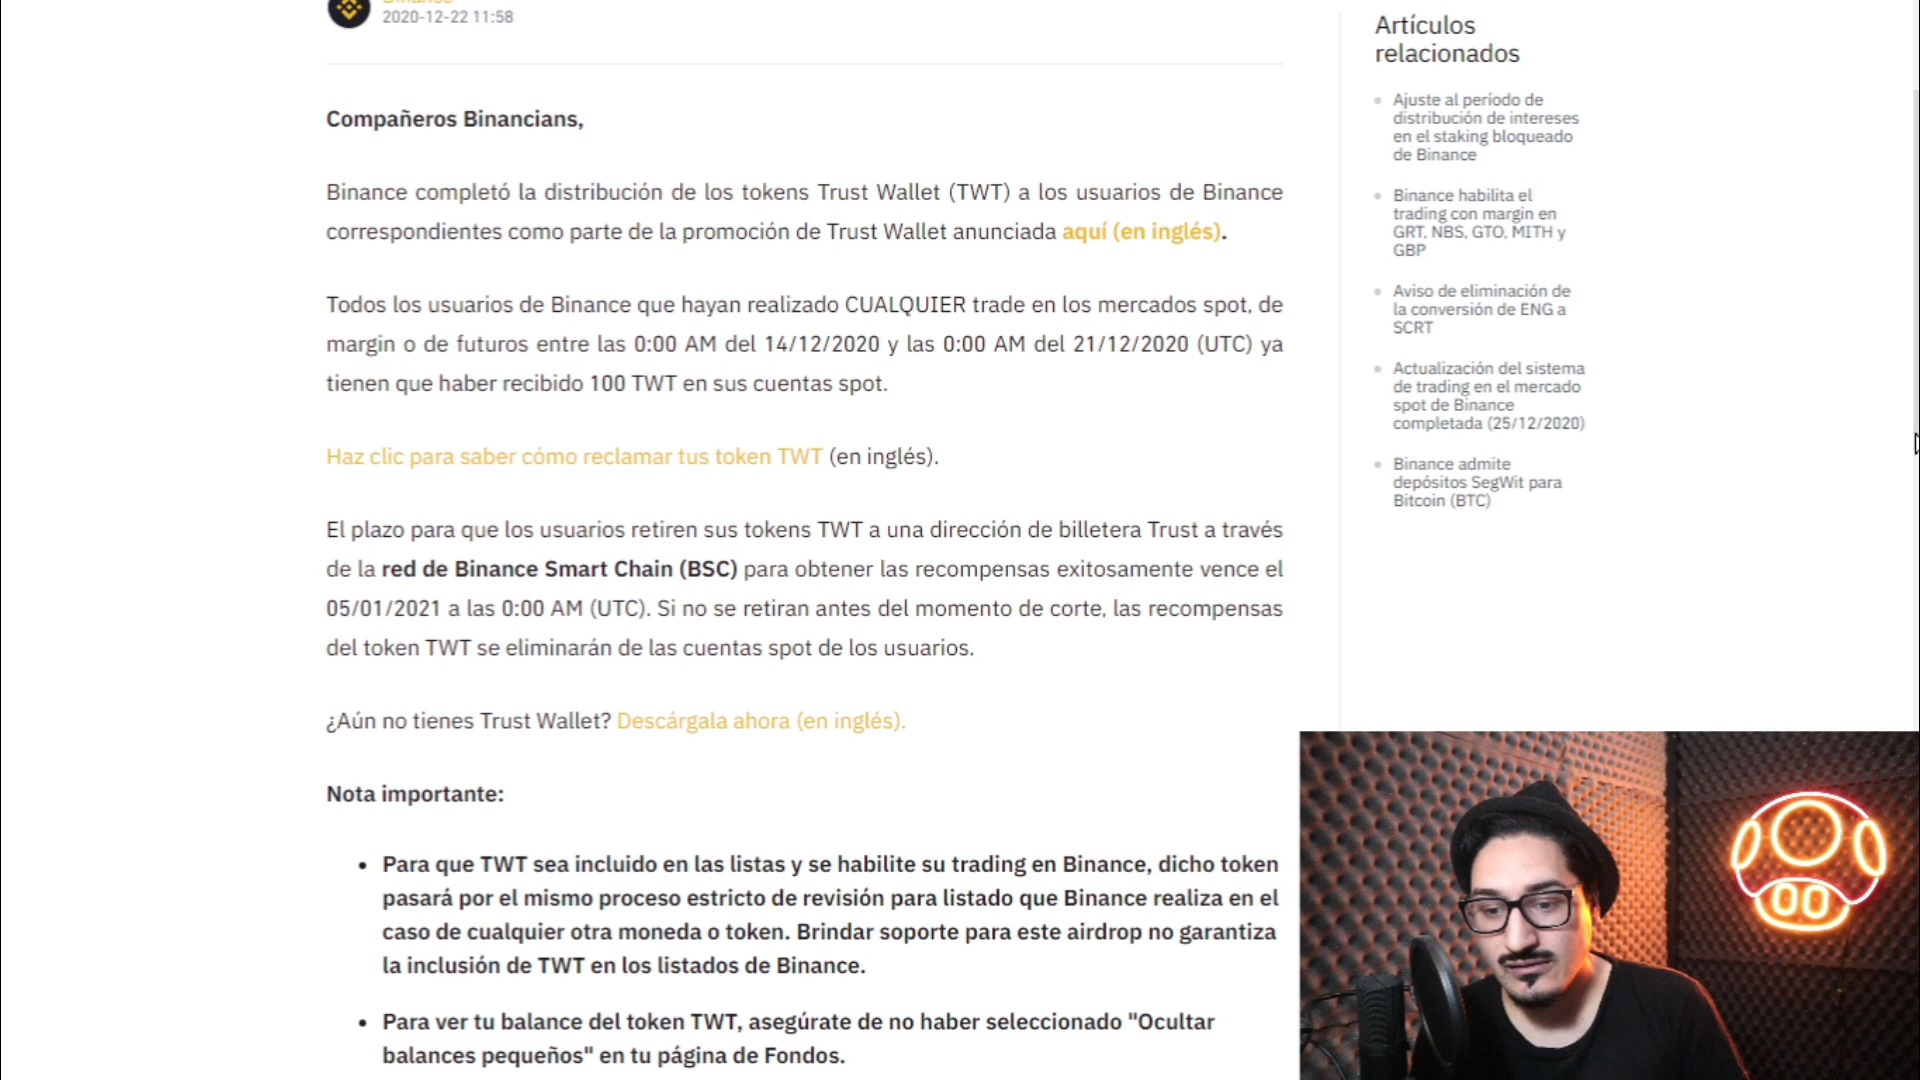 2020-12-22 11:58
Compañeros Binancians,
Binance completó la distribución de los tokens Trust Wallet (TWT) a los usuarios de Binance
correspondientes como parte de la promoción de Trust Wallet anunciada aquí (en inglés).
Todos los usuarios de Binance que hayan realizado CUALQUIER trade en los mercados spot, de
margin o de futuros entre las 0:00 AM del 14/12/2020 y las 0:00 AM del 21/12/2020 (UTC) ya
tienen que haber recibido 100 TWT en sus cuentas spot.
Haz clic para saber cómo reclamar tus token TWT (en inglés).
El plazo para que los usuarios retiren sus tokens TWT a una dirección de billetera Trust a través
de la red de Binance Smart Chain (BSC) para obtener las recompensas exitosamente vence el
05/01/2021 a las 0:00 AM (UTC). Si no se retiran antes del momento de corte, las recompensas
del token TWT se eliminarán de las cuentas spot de los usuarios.
¿Aún no tienes Trust Wallet? Descárgala ahora (en inglés).
Nota importante:
• Para que TWT sea incluido en las listas y se habilite su trading en Binance, dicho token
pasará por el mismo proceso estricto de revisión para listado que Binance realiza en el
caso de cualquier otra moneda o token. Brindar soporte para este airdrop no garantiza
la inclusión de TWT en los listados de Binance.
• Para ver tu balance del token TWT, asegúrate de no haber seleccionado "Ocultar
balances pequeños" en tu página de Fondos.
Artículos
relacionados
Ajuste al período de
distribución de intereses
en el staking bloqueado
de Binance
Binance habilita el
trading con margin en
GRT, NBS, GTO, MITH y
GBP
Aviso de eliminación de
la conversión de ENG a
SCRT
Actualización del sistema
de trading en el mercado
spot de Binance
completada (25/12/2020)
Binance admite
depósitos SegWit para
Bitcoin (BTC)